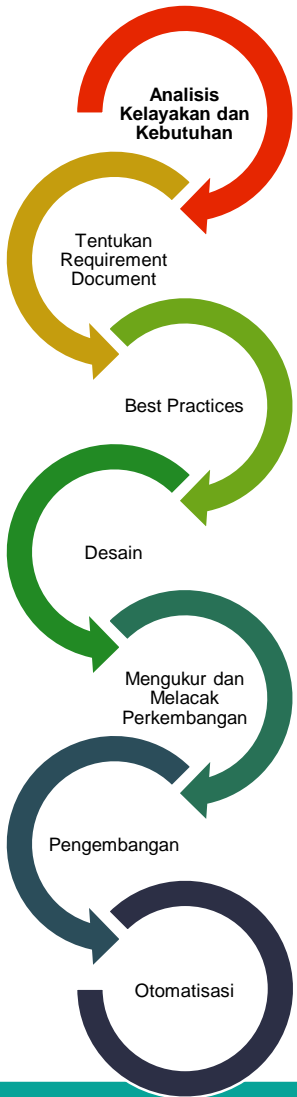 Analisis
Kelayakan dan
Kebutuhan
Tentukan
Requirement
Document
Best Practices
Desain
Mengukur dan
Melacak
Perkembangan
Pengembangan
Otomatisasi